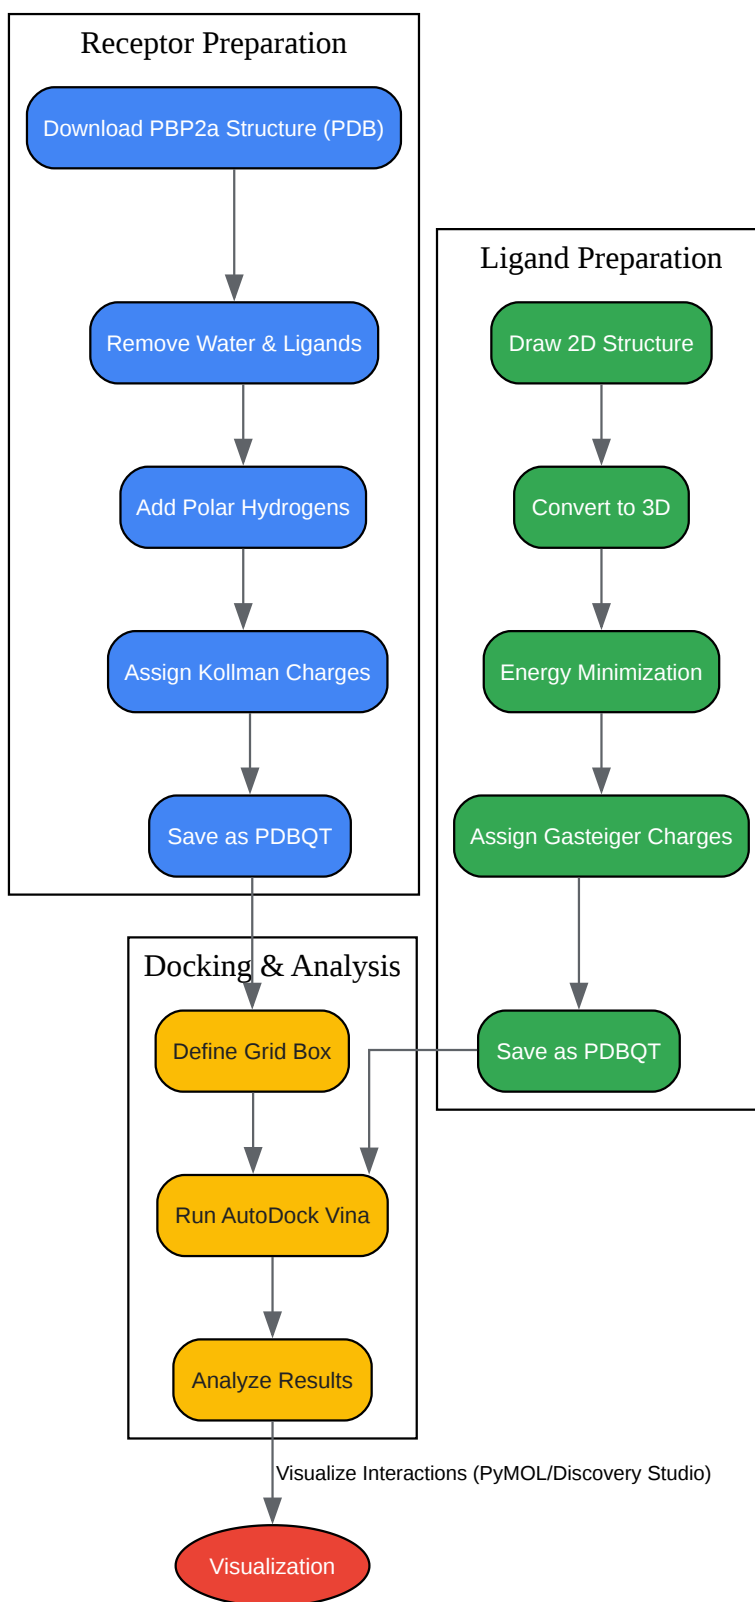 Receptor Preparation
Download PBP2a Structure (PDB)
Remove Water & Ligands
Add Polar Hydrogens
Assign Kollman Charges
Save as PDBQT
Ligand Preparation
Draw 2D Structure
Convert to 3D
Energy Minimization
Assign Gasteiger Charges
Save as PDBQT
Docking & Analysis
Define Grid Box
Run AutoDock Vina
Analyze Results
Visualize Interactions (PyMOL/Discovery Studio)
Visualization